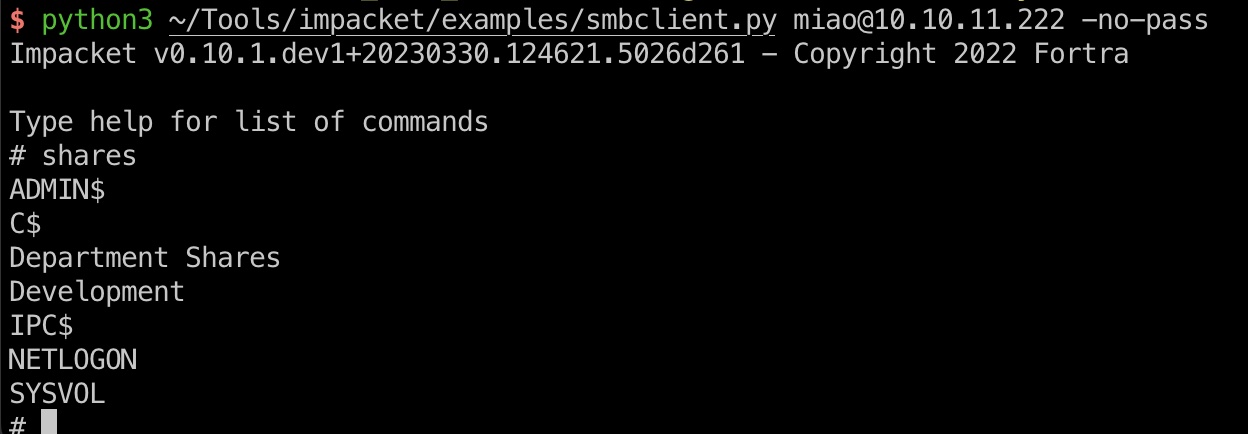 $ python3 ~/Tools/impacket/examples/smbclient.py miao@10.10.11.222 -no-pass
Impacket v0.10.1.dev1+20230330.124621.5026d261 - Copyright 2022 Fortra
Type help for list of commands
# shares
ADMIN$
C$
Department Shares
Development
IPC$
NETLOGON
SYSVOL
#